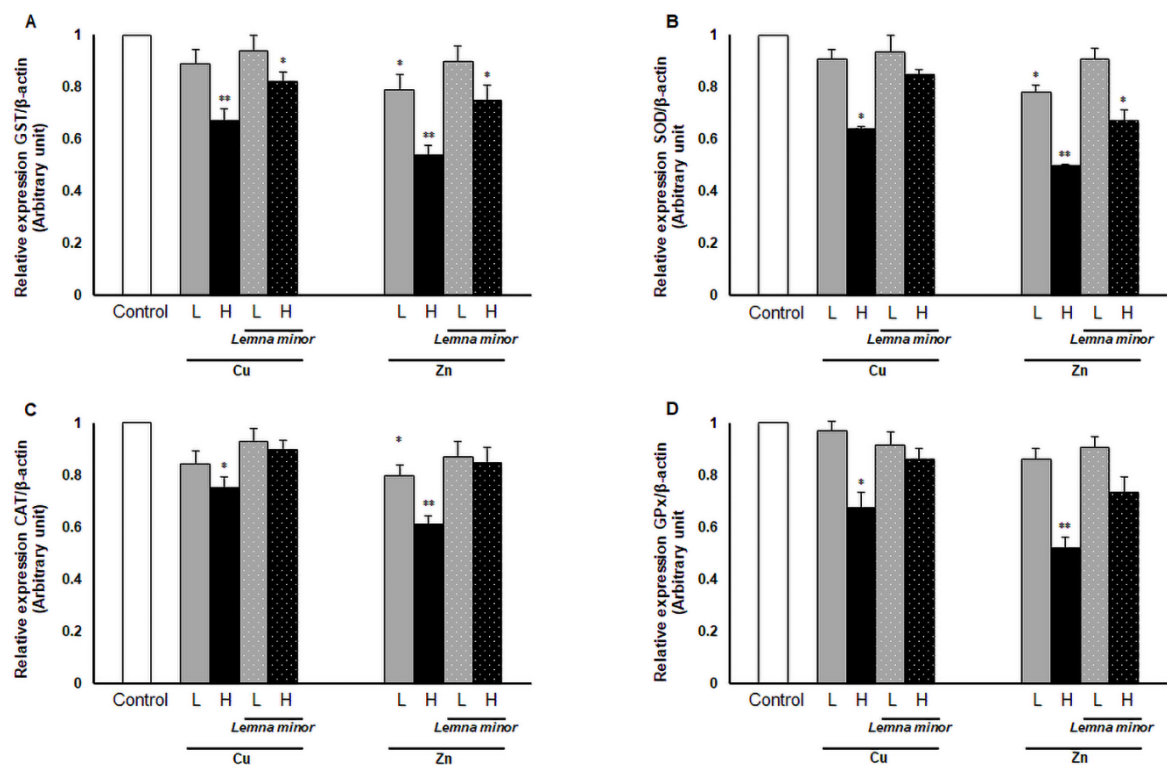 A
Relative expression GST/β-actin
(Arbitrary unit)
1
0.8
0.6
0.4
0.2
0
**
*
*
**
*
Control L H L H L H L H
Lemna minor Lemna minor
Cu Zn
B
Relative expression SOD/β-actin
(Arbitrary unit)
1
0.8
0.6
0.4
0.2
0
*
*
**
*
Control L H L H L H L H
Lemna minor Lemna minor
Cu Zn
C
Relative expression CAT/β-actin
(Arbitrary unit)
1
0.8
0.6
0.4
0.2
0
*
*
**
Control L H L H L H L H
Lemna minor Lemna minor
Cu Zn
D
Relative expression GPx/β-actin
(Arbitrary unit
1
0.8
0.6
0.4
0.2
0
*
**
Control L H L H L H L H
Lemna minor Lemna minor
Cu Zn